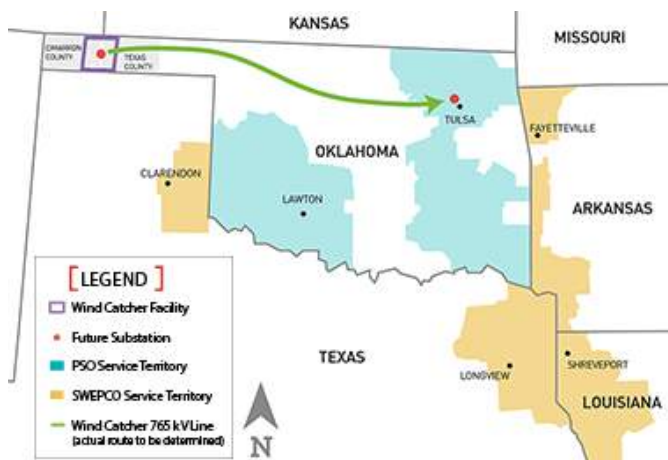 KANSAS
MISSOURI
CIMARRON
COUNTY
TEXAS
COUNTY
TULSA
FAYETTEVILLE
OKLAHOMA
CLARENDON
LAWTON
ARKANSAS
[LEGEND]
Wind Catcher Facility
Future Substation
PSO Service Territory
SWEPCO Service Territory
Wind Catcher 765 kV Line
(actual route to be determined)
TEXAS
N
LONGVIEW
SHREVEPORT
LOUISIANA